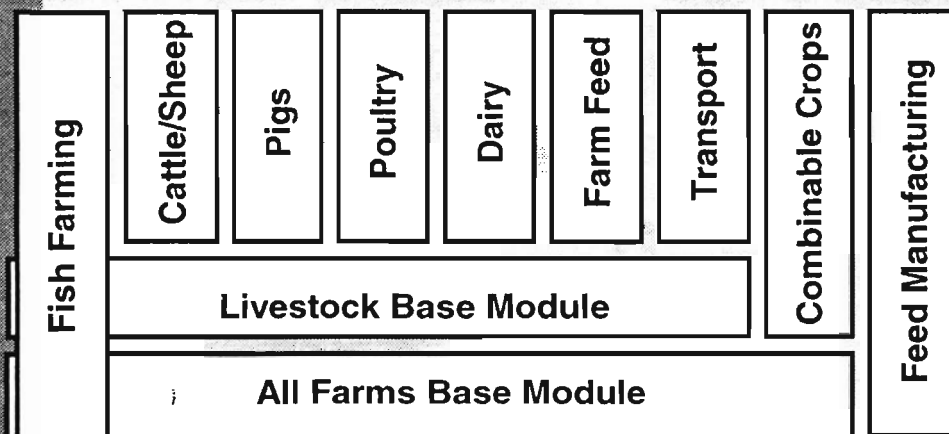 Fish Farming
Cattle/Sheep
Pigs
Poultry
Dairy
Farm Feed
Transport
Combinable Crops
Feed Manufacturing
Livestock Base Module
All Farms Base Module